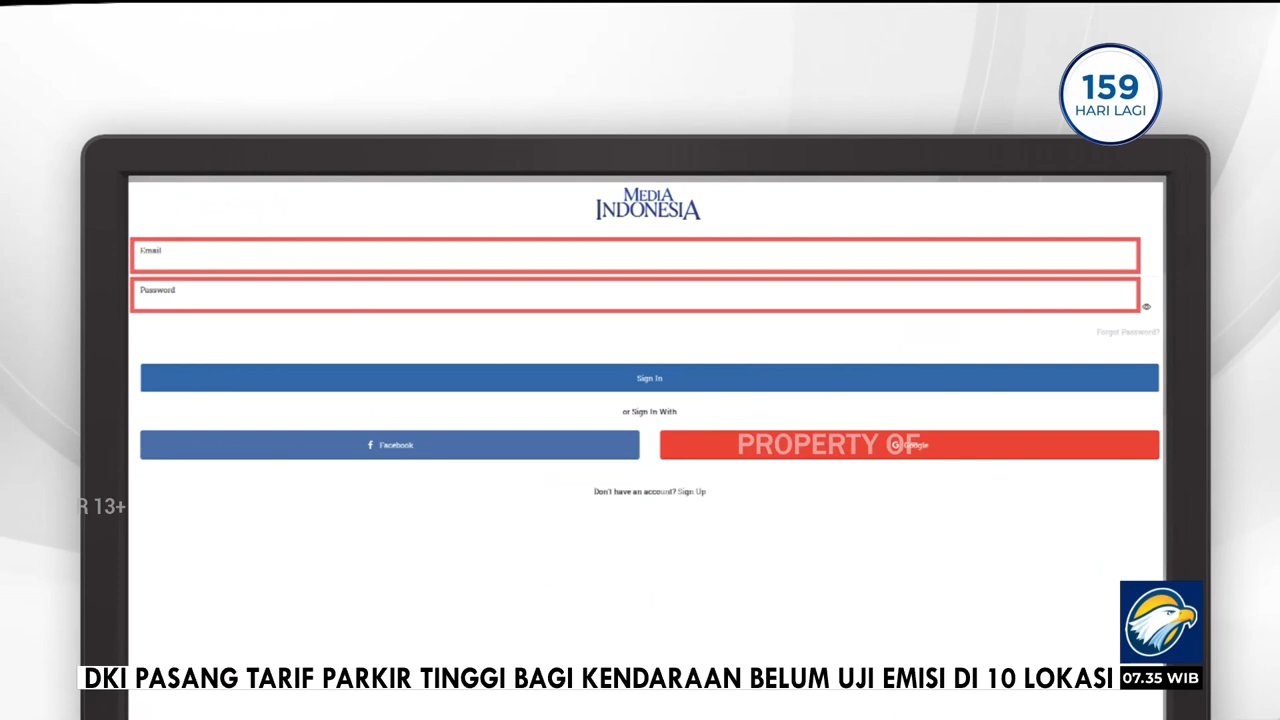 159
HARI LAGI
MEDIA
INDONESIA
Email
Password
Forgot Password?
Sign In
or Sign In With
Facebook
PROPERTY OF
Google
Don't have an account? Sign Up
R 13+
DKI PASANG TARIF PARKIR TINGGI BAGI KENDARAAN BELUM UJI EMISI DI 10 LOKASI
07.35 WIB